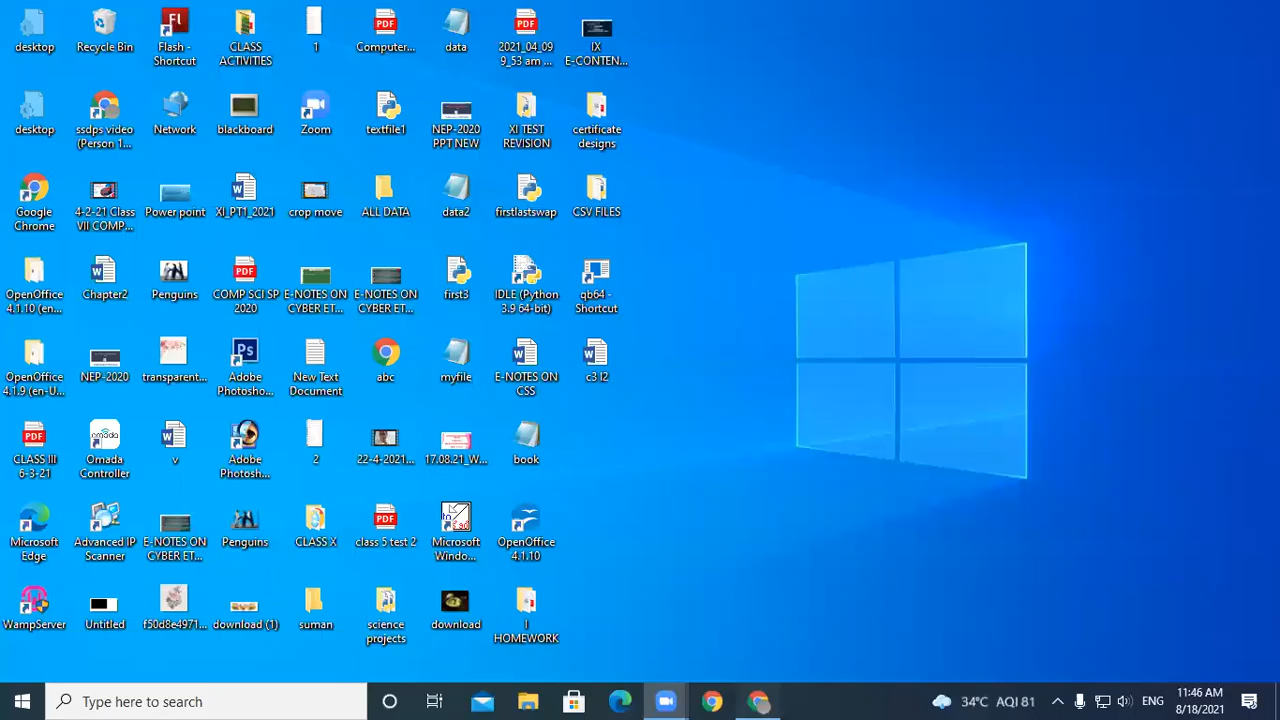 desktop
Recycle Bin
Flash -
Shortcut
CLASS
ACTIVITIES
1
Computer...
data
2021_04_09
9_53 am ...
IX
E-CONTEN...
desktop
ssdps video
(Person 1...
Network
blackboard
Zoom
textfile1
NEP-2020
PPT NEW
XI TEST
REVISION
certificate
designs
Google
Chrome
4-2-21 Class
VII COMP...
Power point
XI_PT1_2021
crop move
ALL DATA
data2
firstlastswap
CSV FILES
OpenOffice
4.1.10 (en...
Chapter2
Penguins
COMP SCI SP
2020
E-NOTES ON
CYBER ET...
E-NOTES ON
CYBER ET...
first3
IDLE (Python
3.9 64-bit)
qb64 -
Shortcut
OpenOffice
4.1.9 (en-U...
NEP-2020
transparent...
Adobe
Photosho...
New Text
Document
abc
myfile
E-NOTES ON
CSS
c3 l2
CLASS III
6-3-21
Omada
Controller
v
Adobe
Photosh...
2
22-4-2021...
17.08.21_W...
book
Microsoft
Edge
Advanced IP
Scanner
E-NOTES ON
CYBER ET...
Penguins
CLASS X
class 5 test 2
Microsoft
Windo...
OpenOffice
4.1.10
WampServer
Untitled
f50d8e4971...
download (1)
suman
science
projects
download
I
HOMEWORK
Type here to search
34°C AQI 81
ENG
11:46 AM
8/18/2021